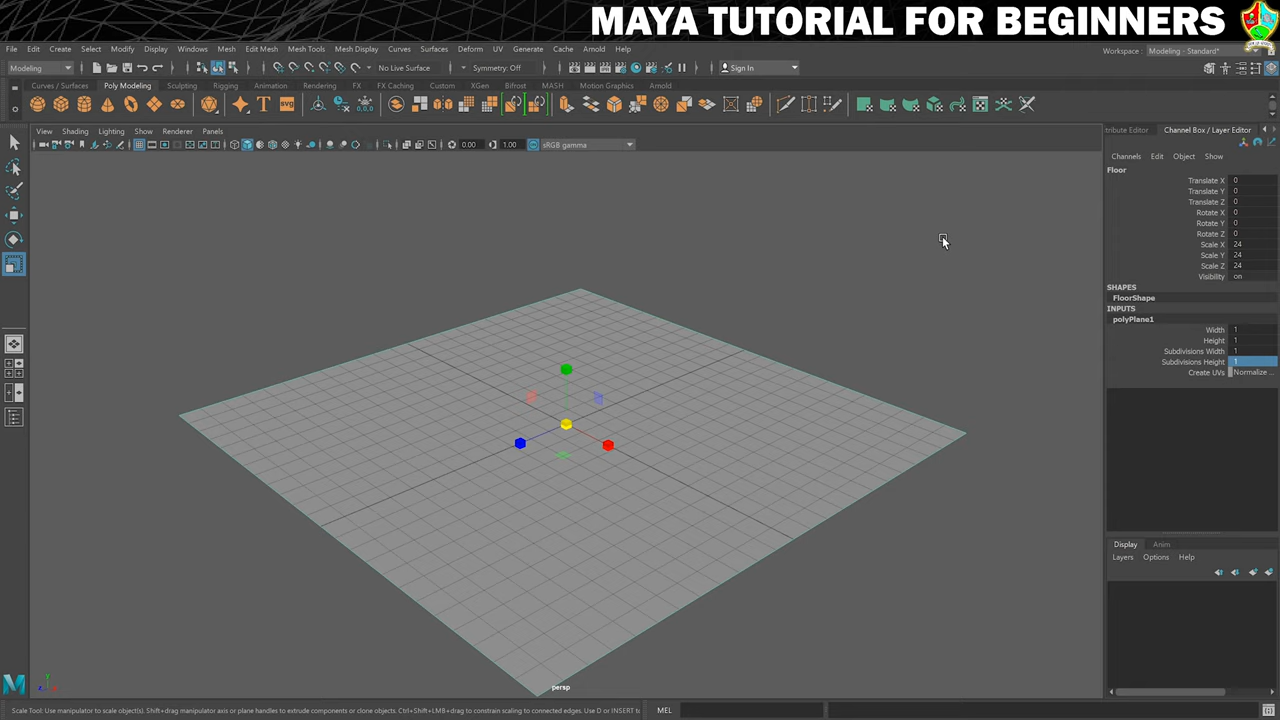 MAYA TUTORIAL FOR BEGINNERS
File Edit Create Select Modify Display Windows Mesh Edit Mesh Mesh Tools Mesh Display Curves Surfaces Deform UV Generate Cache Arnold Help
Workspace : Modeling - Standard*
Modeling No Live Surface Symmetry: Off Sign In
Curves / Surfaces Poly Modeling Sculpting Rigging Animation Rendering FX FX Caching Custom XGen Bifrost MASH Motion Graphics Arnold
SVG
View Shading Lighting Show Renderer Panels
tribute Editor Channel Box / Layer Editor
0.00 1.00 sRGB gamma
Channels Edit Object Show
Floor
Translate X 0
Translate Y 0
Translate Z 0
Rotate X 0
Rotate Y 0
Rotate Z 0
Scale X 24
Scale Y 24
Scale Z 24
Visibility on
SHAPES
FloorShape
INPUTS
polyPlane1
Width 1
Height 1
Subdivisions Width 1
Subdivisions Height 1
Create UVs Normalize ...
Display Anim
Layers Options Help
persp
Scale Tool: Use manipulator to scale object(s). Shift+drag manipulator axis or plane handles to extrude components or clone objects. Ctrl+Shift+LMB+drag to constrain scaling to connected edges. Use D or INSERT to
MEL